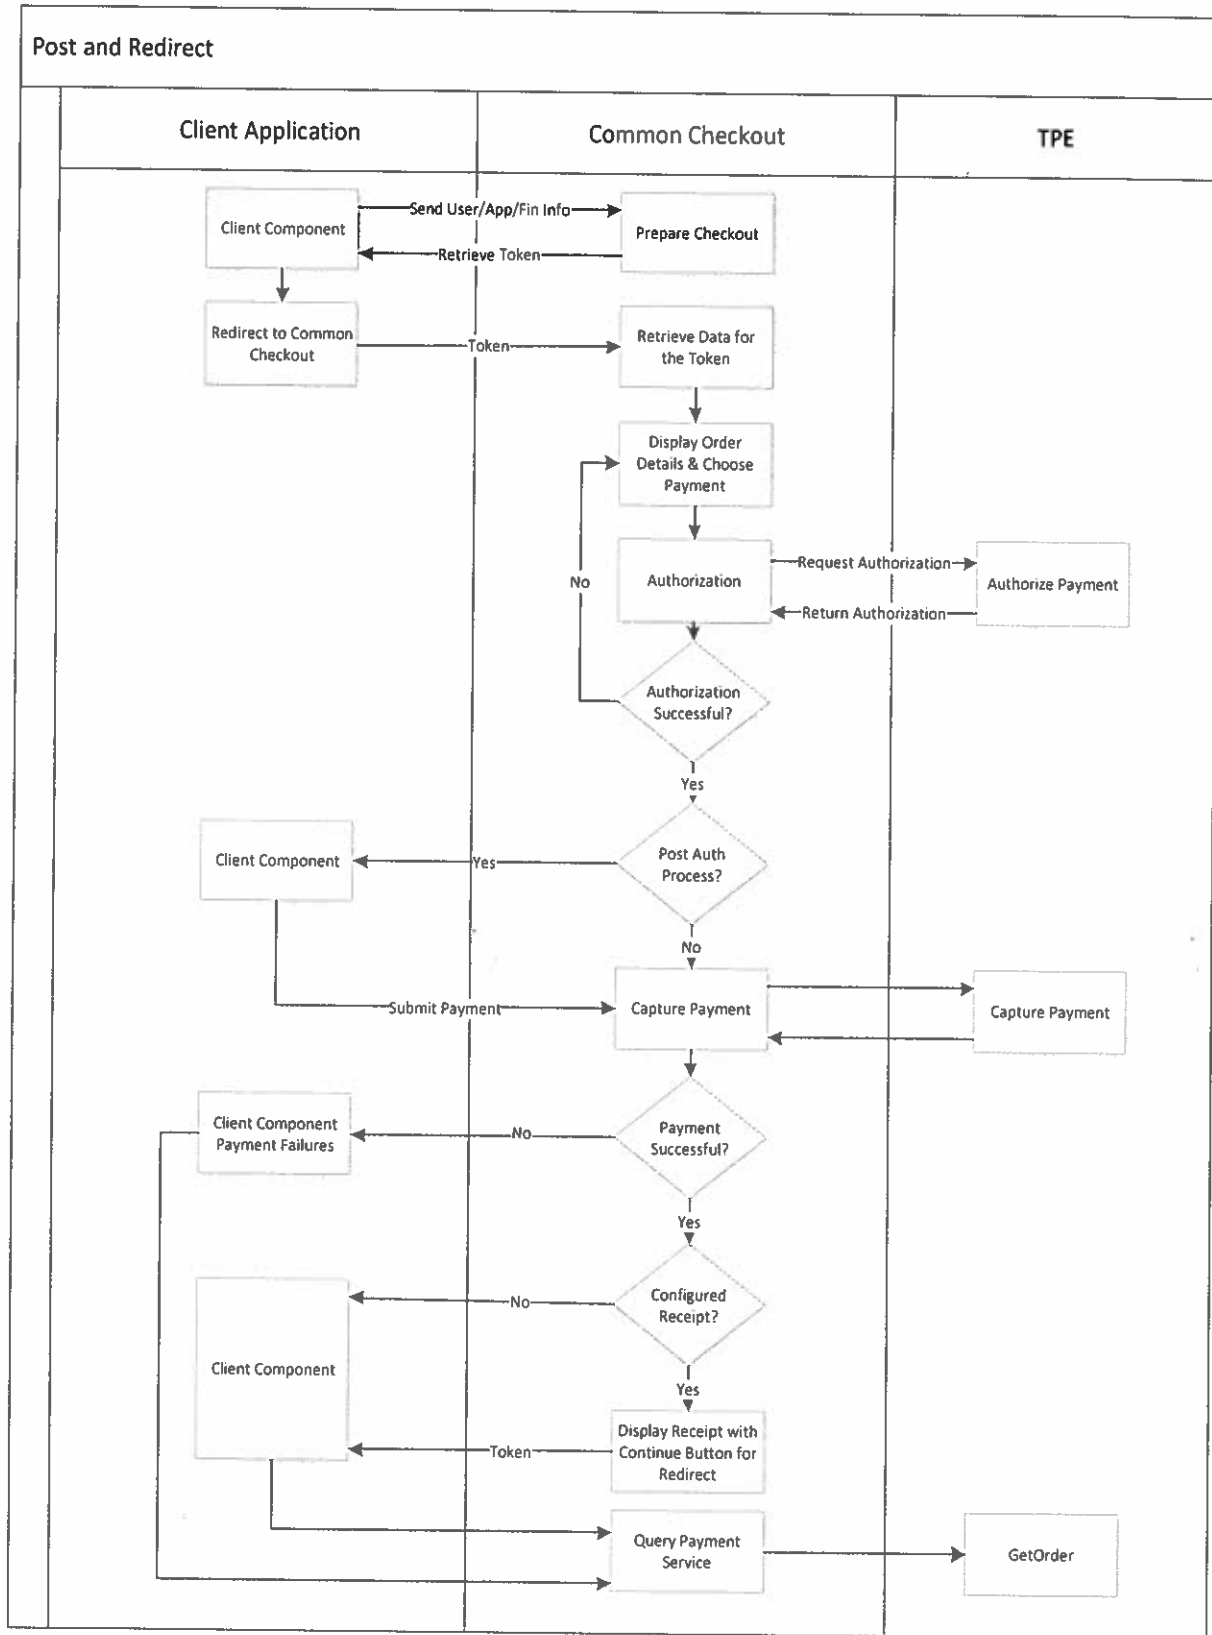 Post and Redirect
Client Application
Common Checkout
TPE
Client Component
Send User/App/Fin Info
Prepare Checkout
Retrieve Token
Redirect to Common
Checkout
Token
Retrieve Data for
the Token
Display Order
Details & Choose
Payment
No
Authorization
Request Authorization
Authorize Payment
Return Authorization
Authorization
Successful?
Yes
Client Component
Yes
Post Auth
Process?
No
Submit Payment
Capture Payment
Capture Payment
Client Component
Payment Failures
No
Payment
Successful?
Yes
Configured
Receipt?
No
Client Component
Yes
Token
Display Receipt with
Continue Button for
Redirect
Query Payment
Service
GetOrder